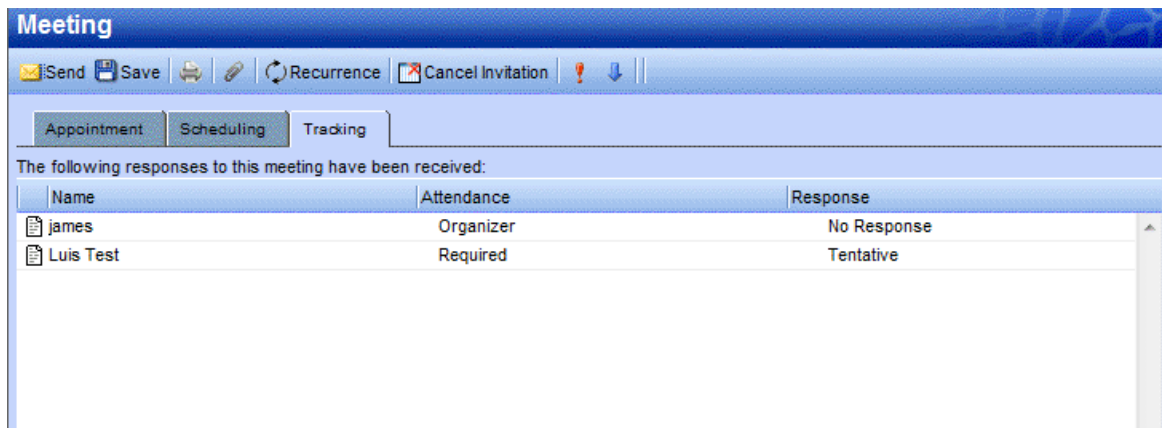 Meeting
Send Save Recurrence Cancel Invitation
Appointment Scheduling Tracking
The following responses to this meeting have been received:
Name Attendance Response
james Organizer No Response
Luis Test Required Tentative